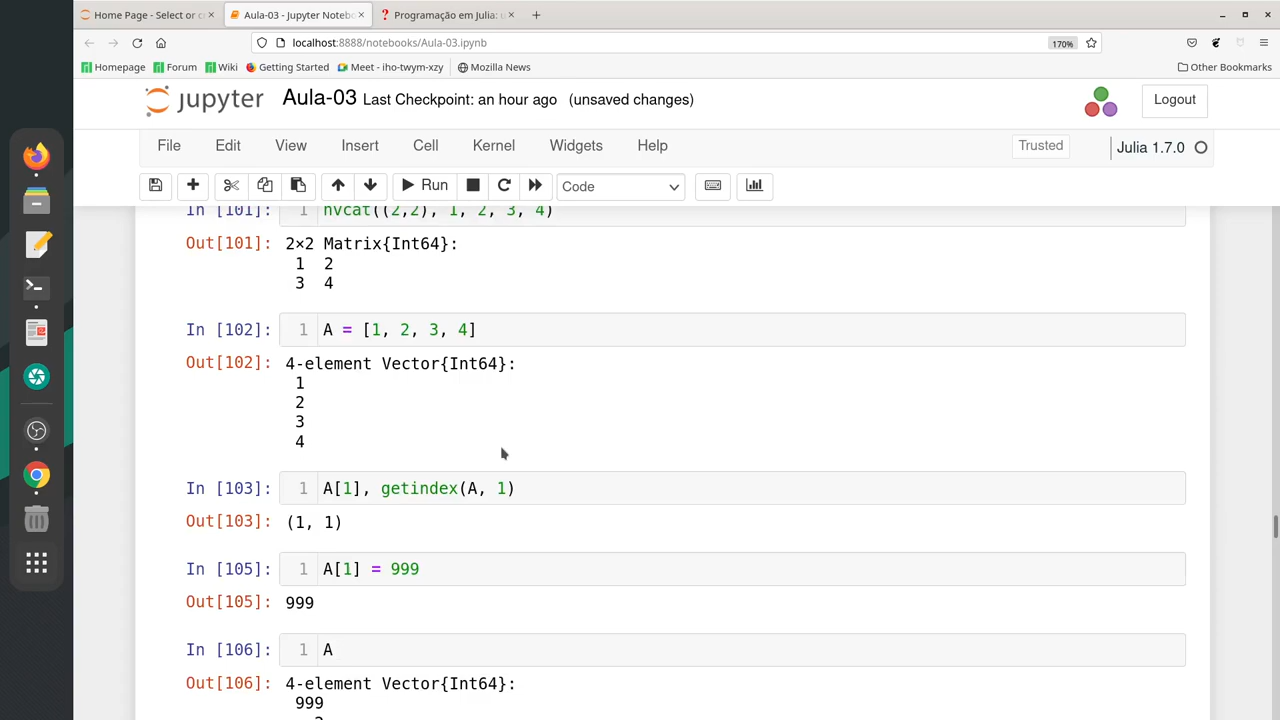 Home Page - Select or c
Aula-03 - Jupyter Noteb
Programação em Julia: u
localhost:8888/notebooks/Aula-03.ipynb
170%
Homepage Forum Wiki Getting Started Meet - iho-twym-xzy Mozilla News Other Bookmarks
jupyter Aula-03 Last Checkpoint: an hour ago (unsaved changes) Logout
File Edit View Insert Cell Kernel Widgets Help Trusted Julia 1.7.0
Run Code
In [101]: 1 hvcat((2,2), 1, 2, 3, 4)
Out[101]: 2×2 Matrix{Int64}:
1 2
3 4
In [102]: 1 A = [1, 2, 3, 4]
Out[102]: 4-element Vector{Int64}:
1
2
3
4
In [103]: 1 A[1], getindex(A, 1)
Out[103]: (1, 1)
In [105]: 1 A[1] = 999
Out[105]: 999
In [106]: 1 A
Out[106]: 4-element Vector{Int64}:
999
2